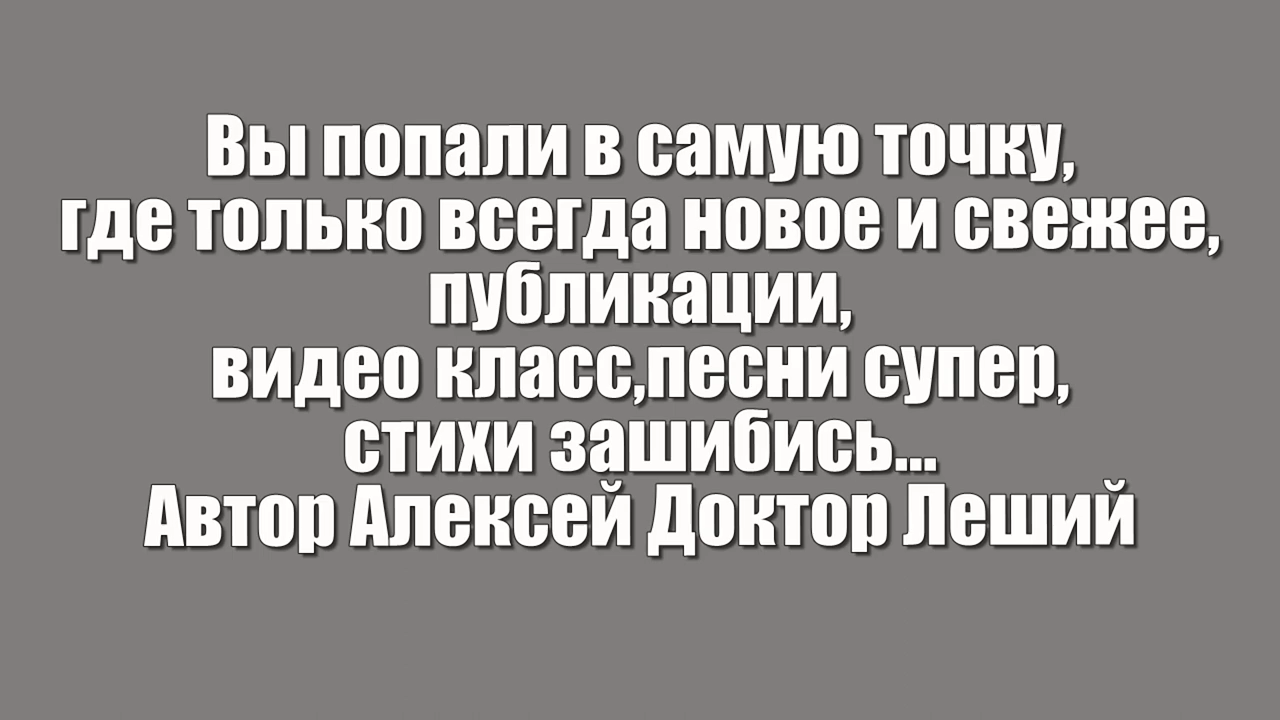 Вы попали в самую точку,
где только всегда новое и свежее,
публикации,
видео класс,песни супер,
стихи зашибись...
Автор Алексей Доктор Леший